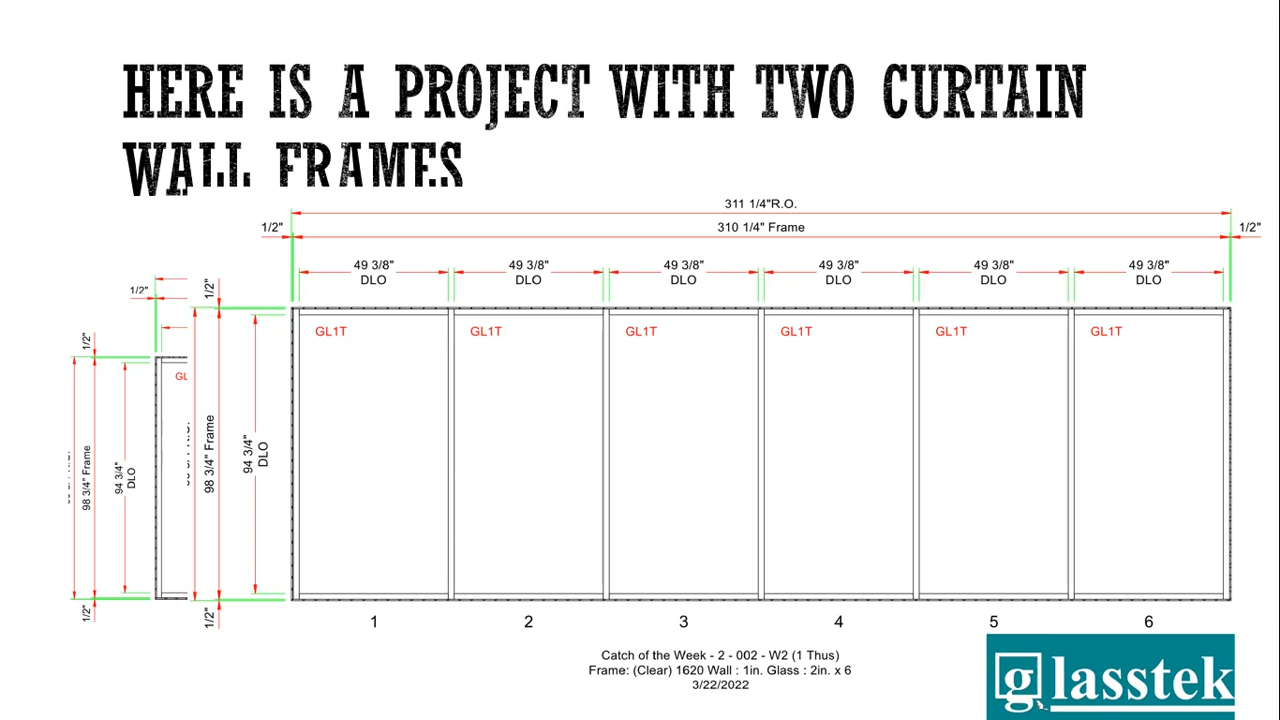 HERE IS A PROJECT WITH TWO CURTAIN
WALL FRAMES
311 1/4"R.O.
1/2"
310 1/4" Frame
1/2"
49 3/8"
DLO
49 3/8"
DLO
49 3/8"
DLO
49 3/8"
DLO
49 3/8"
DLO
49 3/8"
DLO
1/2"
1/2"
1/2"
GL1T
GL1T
GL1T
GL1T
GL1T
GL1T
GL
98 3/4" Frame
94 3/4"
DLO
98 3/4" Frame
94 3/4"
DLO
1/2"
1/2"
1
2
3
4
5
6
Catch of the Week - 2 - 002 - W2 (1 Thus)
Frame: (Clear) 1620 Wall : 1in. Glass : 2in. x 6
3/22/2022
glasstek